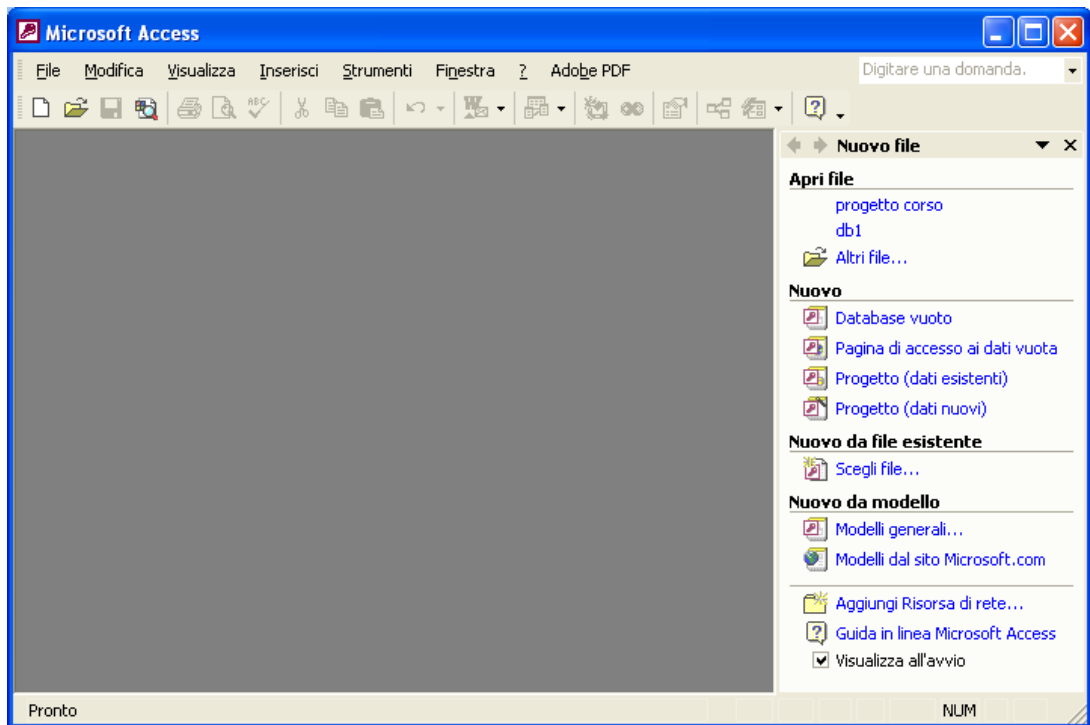 Microsoft Access
File Modifica Visualizza Inserisci Strumenti Finestra ? Adobe PDF Digitare una domanda.
Nuovo file
Apri file
progetto corso
db1
Altri file...
Nuovo
Database vuoto
Pagina di accesso ai dati vuota
Progetto (dati esistenti)
Progetto (dati nuovi)
Nuovo da file esistente
Scegli file...
Nuovo da modello
Modelli generali...
Modelli dal sito Microsoft.com
Aggiungi Risorsa di rete...
Guida in linea Microsoft Access
Visualizza all'avvio
Pronto NUM